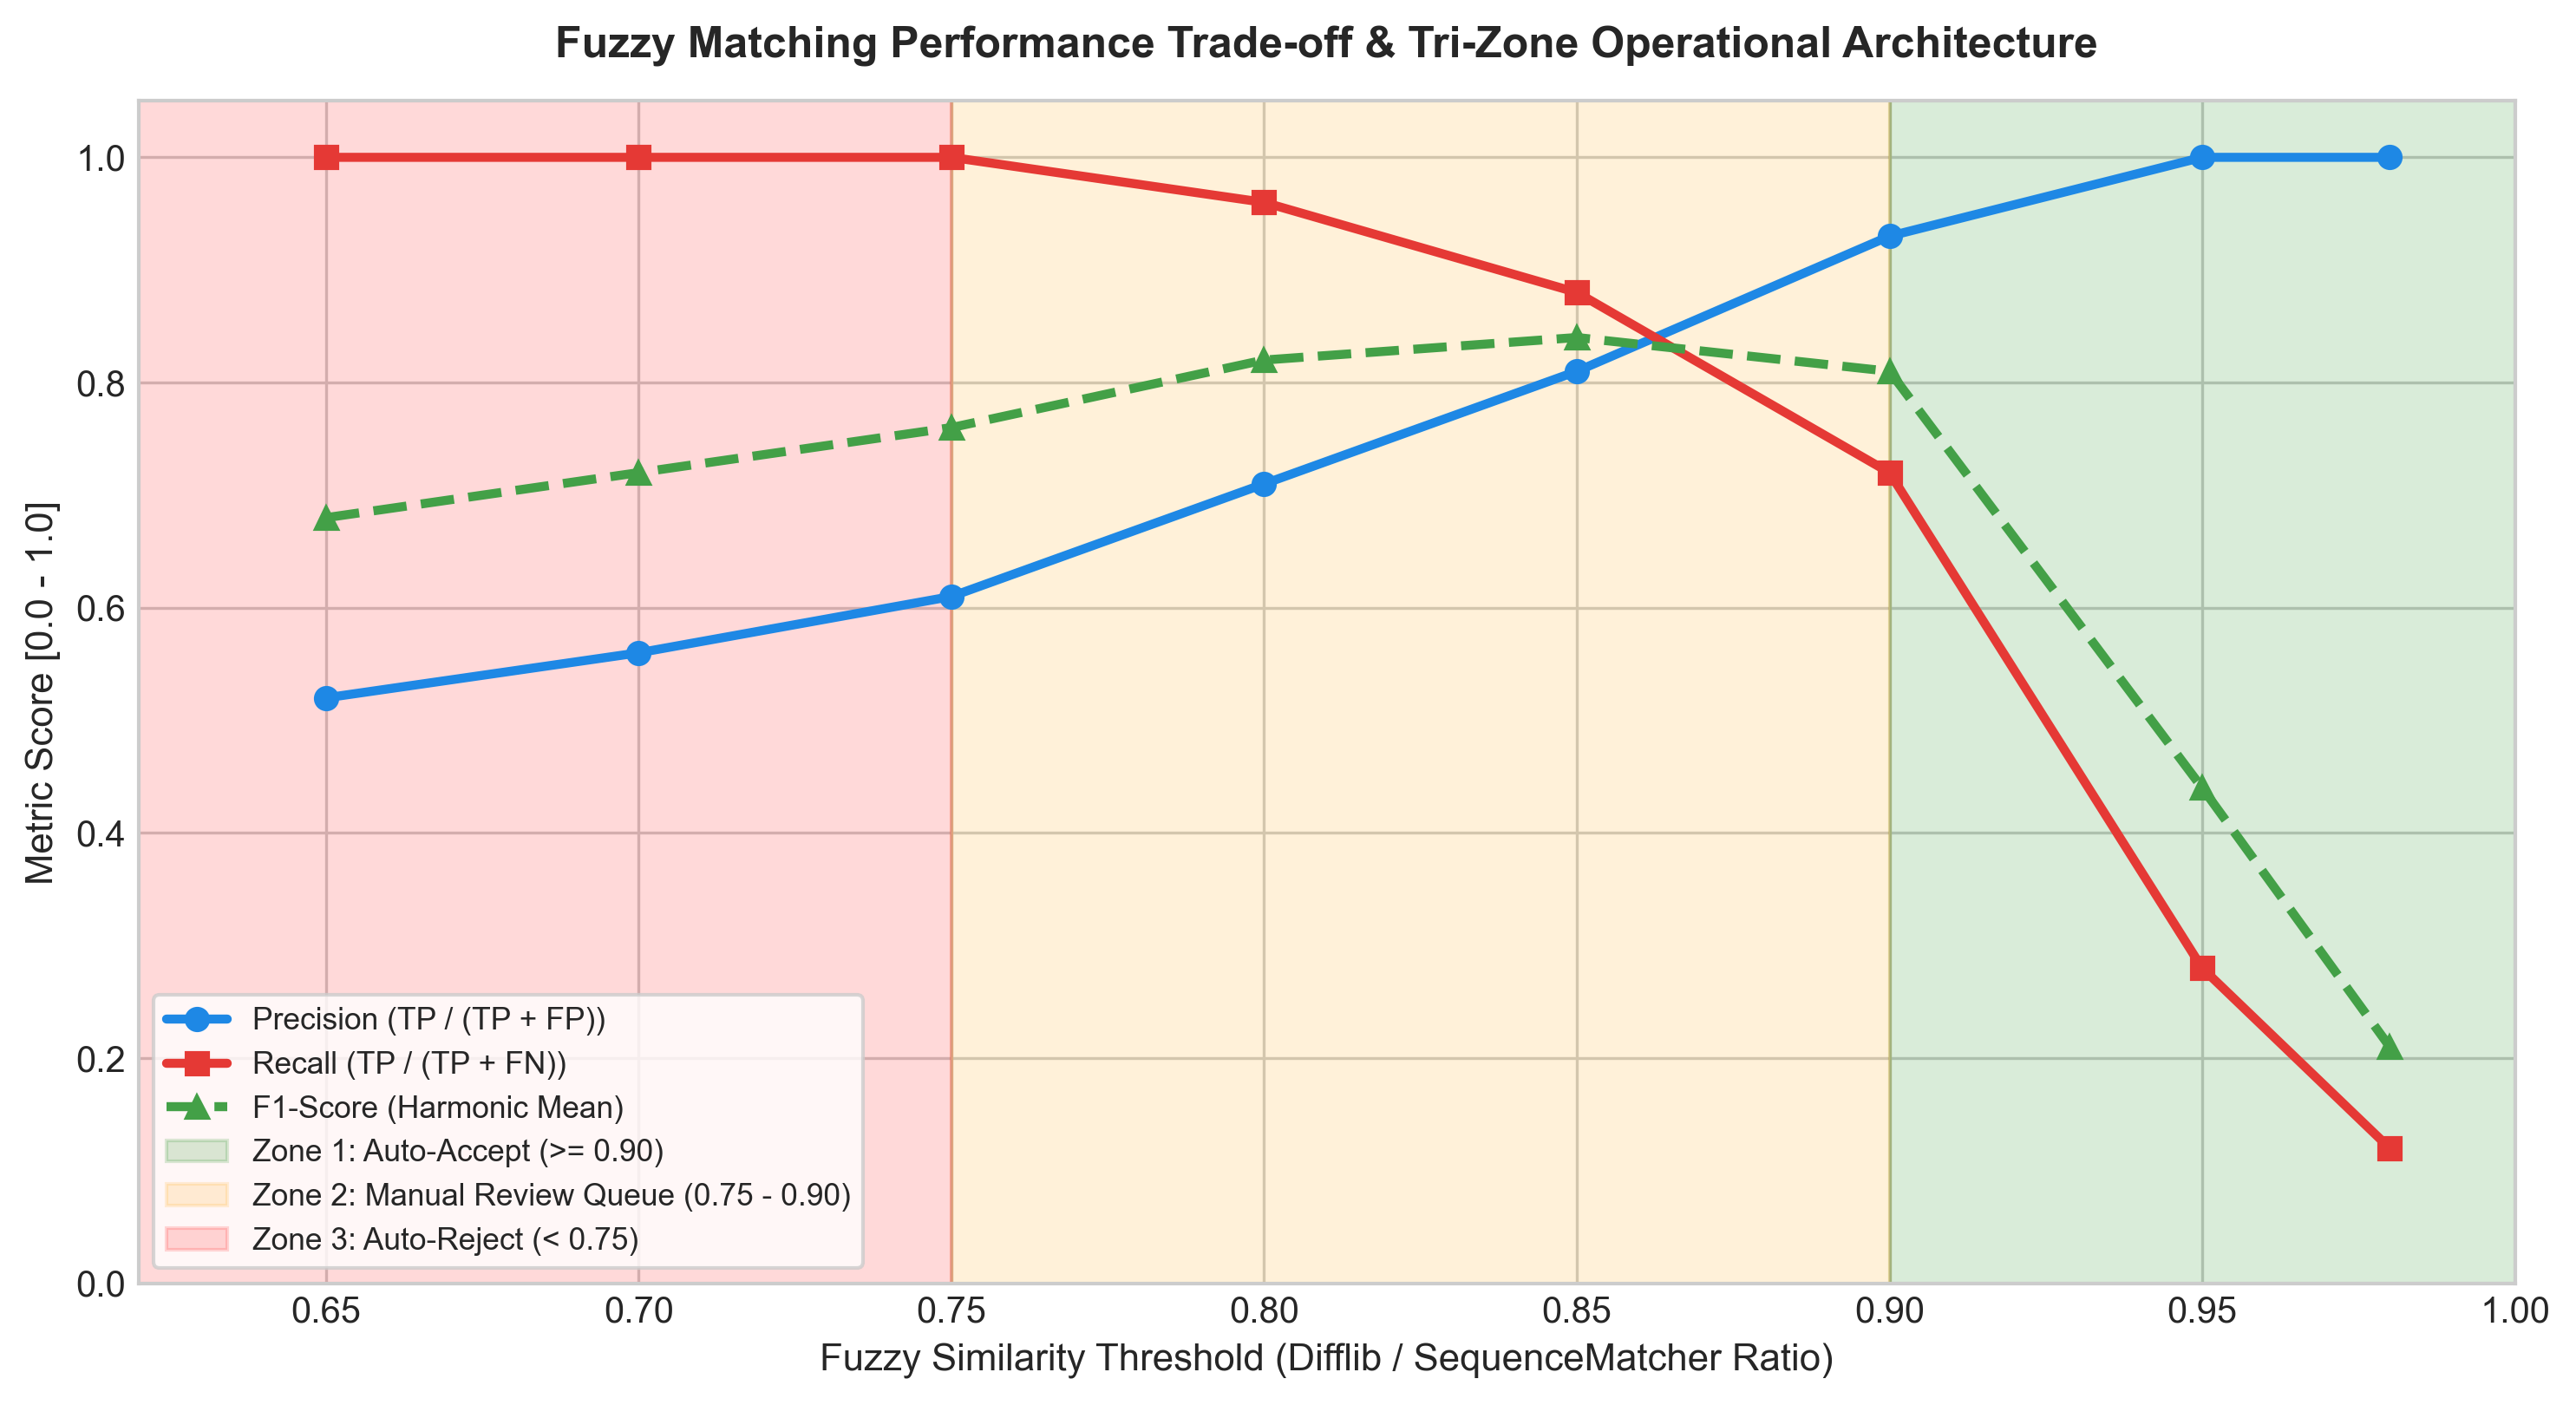 Fuzzy Matching Performance Trade-off & Tri-Zone Operational Architecture
Metric Score [0.0 - 1.0]
1.0
0.8
0.6
0.4
0.2
0.0
Precision (TP / (TP + FP))
Recall (TP / (TP + FN))
F1-Score (Harmonic Mean)
Zone 1: Auto-Accept (>= 0.90)
Zone 2: Manual Review Queue (0.75 - 0.90)
Zone 3: Auto-Reject (< 0.75)
0.65 0.70 0.75 0.80 0.85 0.90 0.95 1.00
Fuzzy Similarity Threshold (Difflib / SequenceMatcher Ratio)